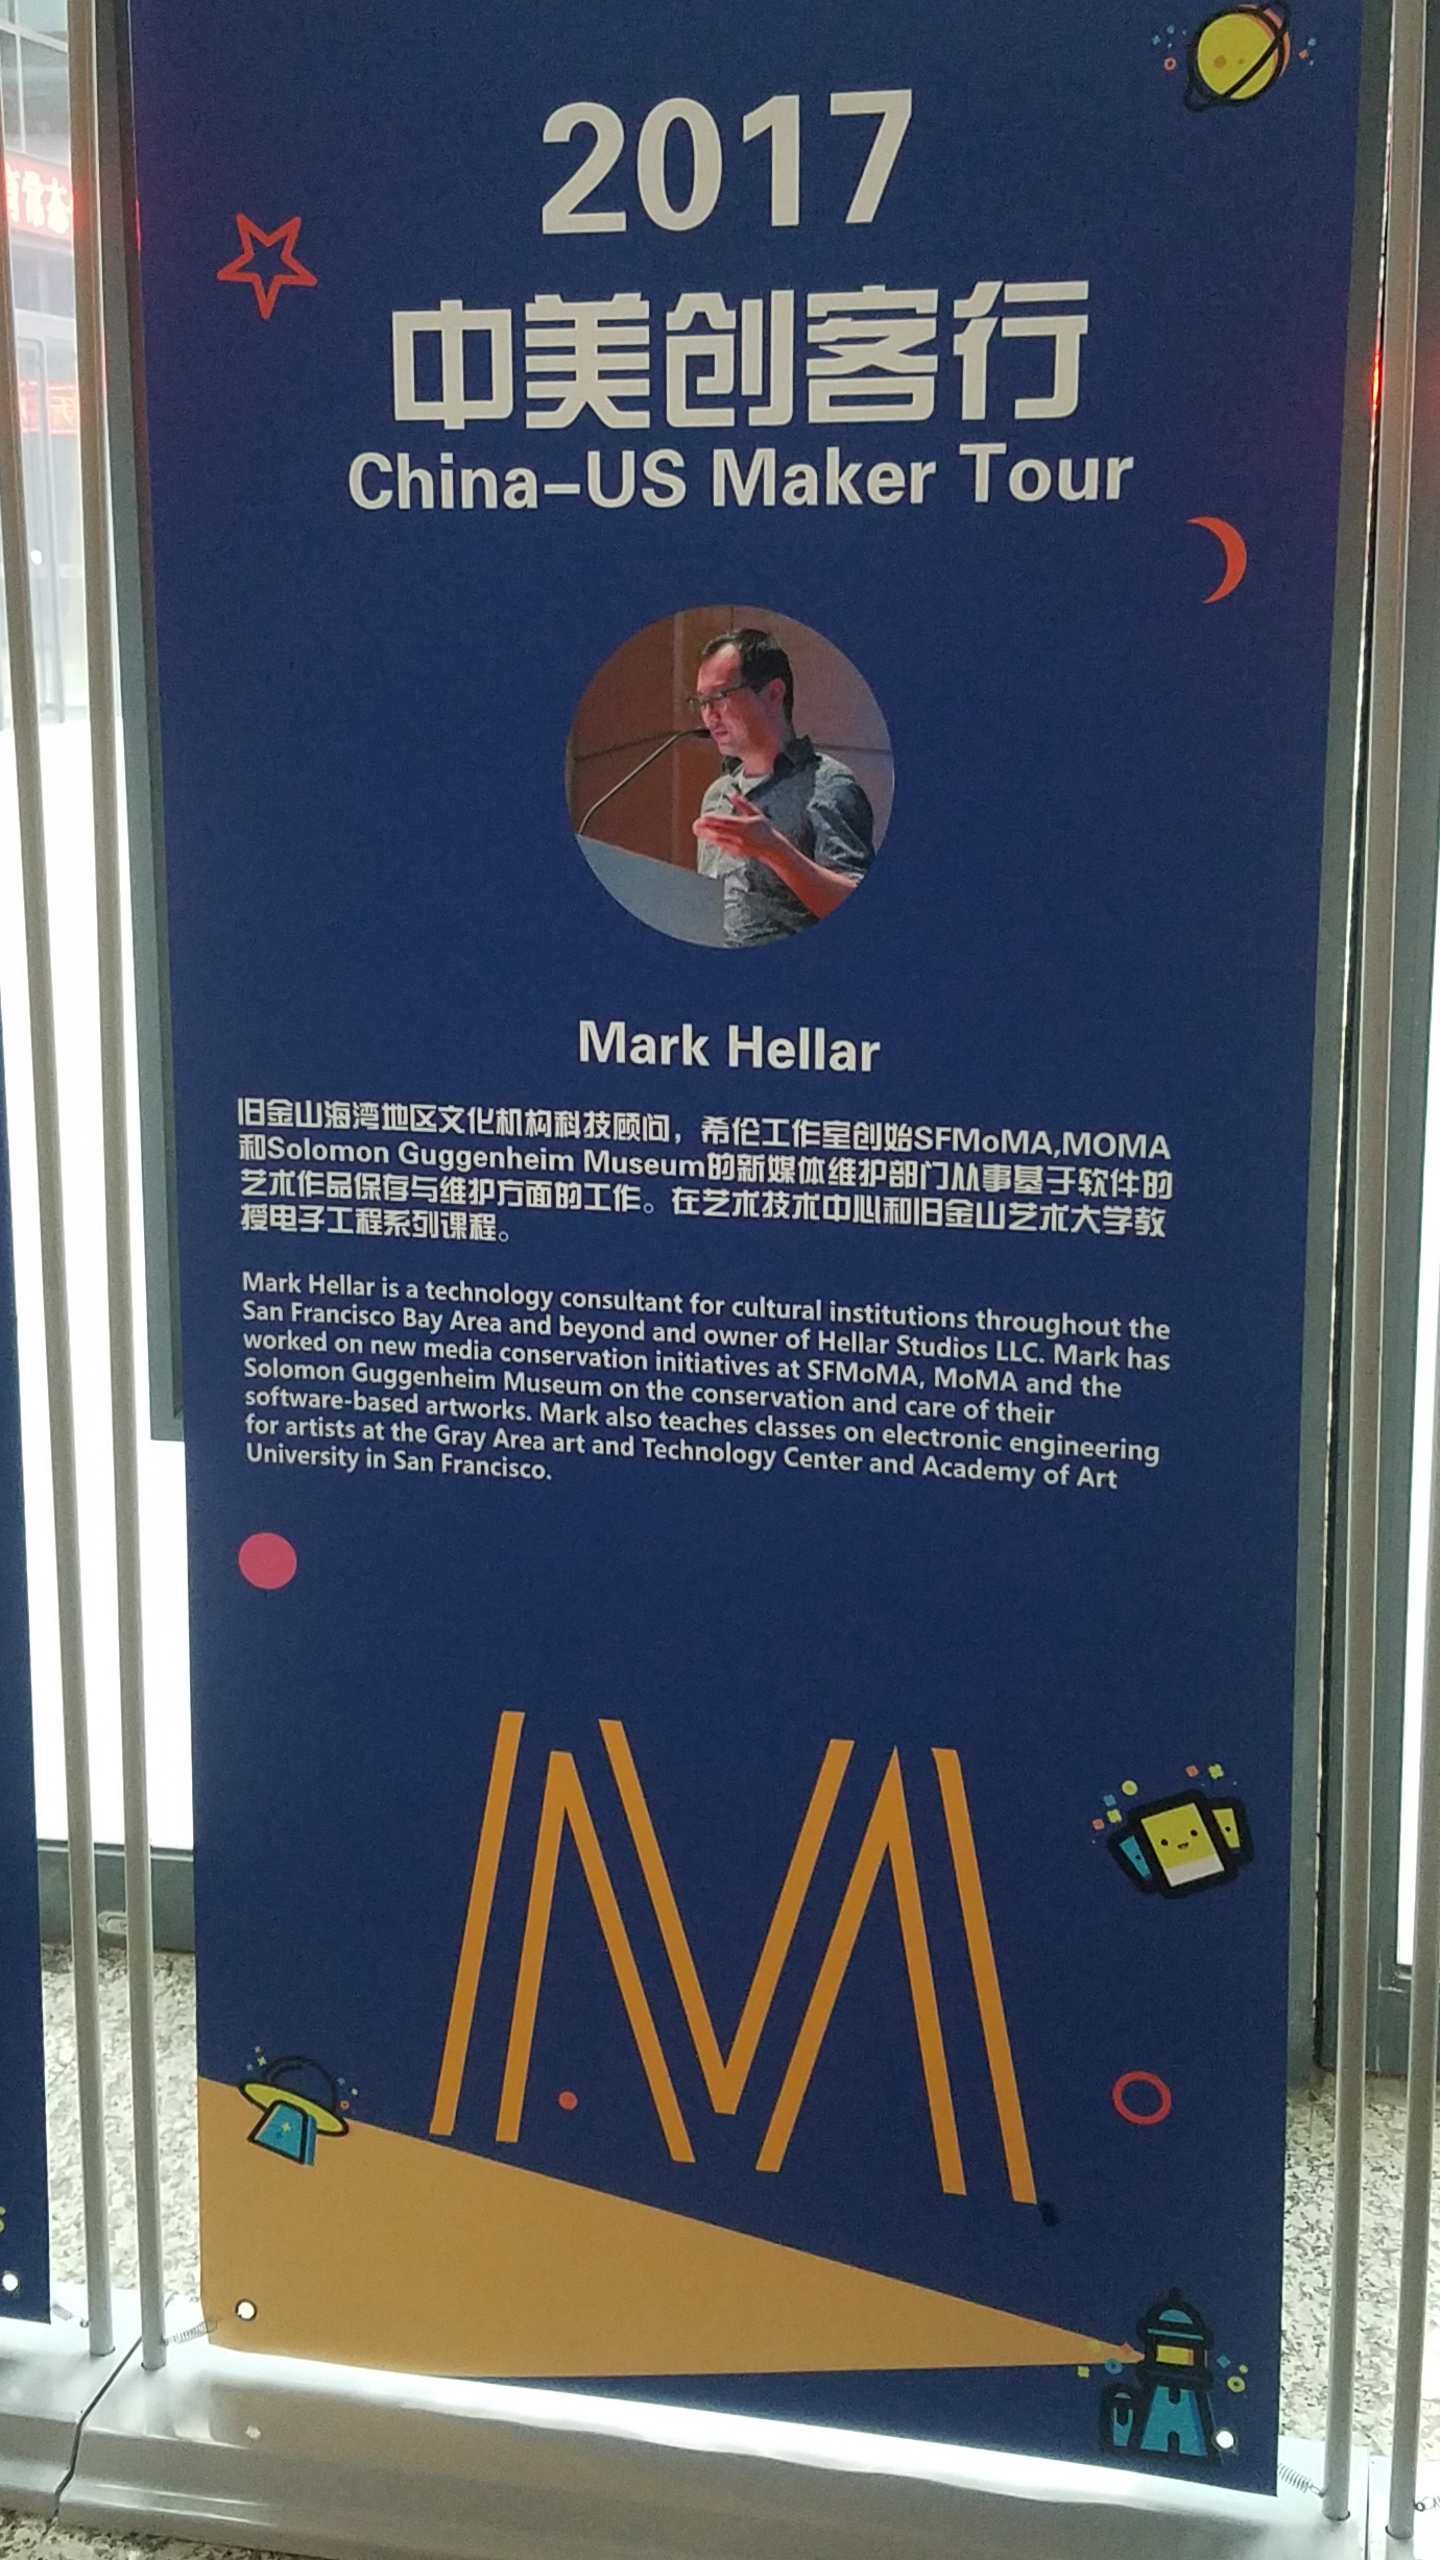 2017
中美创客行
China-US Maker Tour
Mark Hellar
旧金山海湾地区文化机构科技顾问，希伦工作室创始SFMoMA,MOMA
和Solomon Guggenheim Museum的新媒体维护部门从事基于软件的
艺术作品保存与维护方面的工作。在艺术技术中心和旧金山艺术大学教
授电子工程系列课程。
Mark Hellar is a technology consultant for cultural institutions throughout the
San Francisco Bay Area and beyond and owner of Hellar Studios LLC. Mark has
worked on new media conservation initiatives at SFMoMA, MoMA and the
Solomon Guggenheim Museum on the conservation and care of their
software-based artworks. Mark also teaches classes on electronic engineering
for artists at the Gray Area art and Technology Center and Academy of Art
University in San Francisco.
M